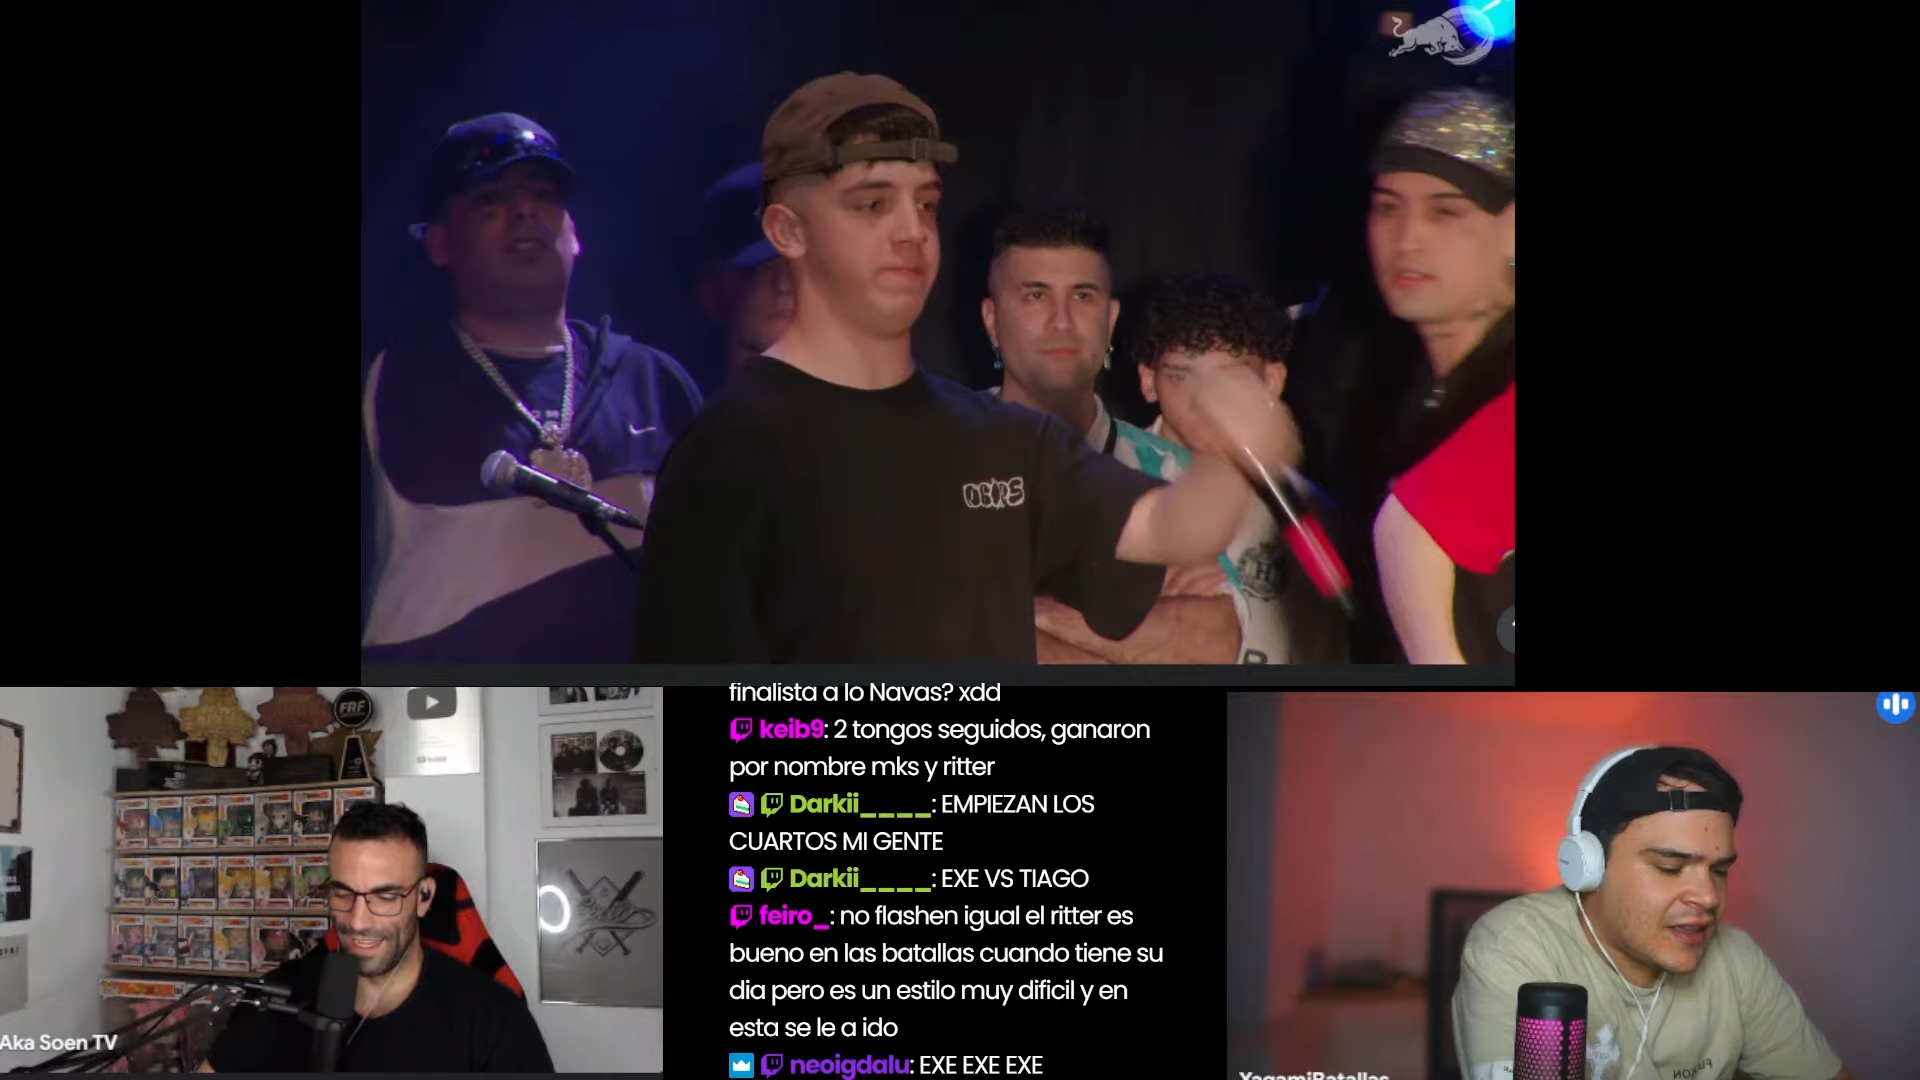 finalista a lo Navas? xdd
keib9: 2 tongos seguidos, ganaron
por nombre mks y ritter
Darkii____: EMPIEZAN LOS
CUARTOS MI GENTE
Darkii____: EXE VS TIAGO
feiro_: no flashen igual el ritter es
bueno en las batallas cuando tiene su
dia pero es un estilo muy dificil y en
esta se le a ido
neoigdalu: EXE EXE EXE
FRF
Aka Soen TV
YagamiBatallas